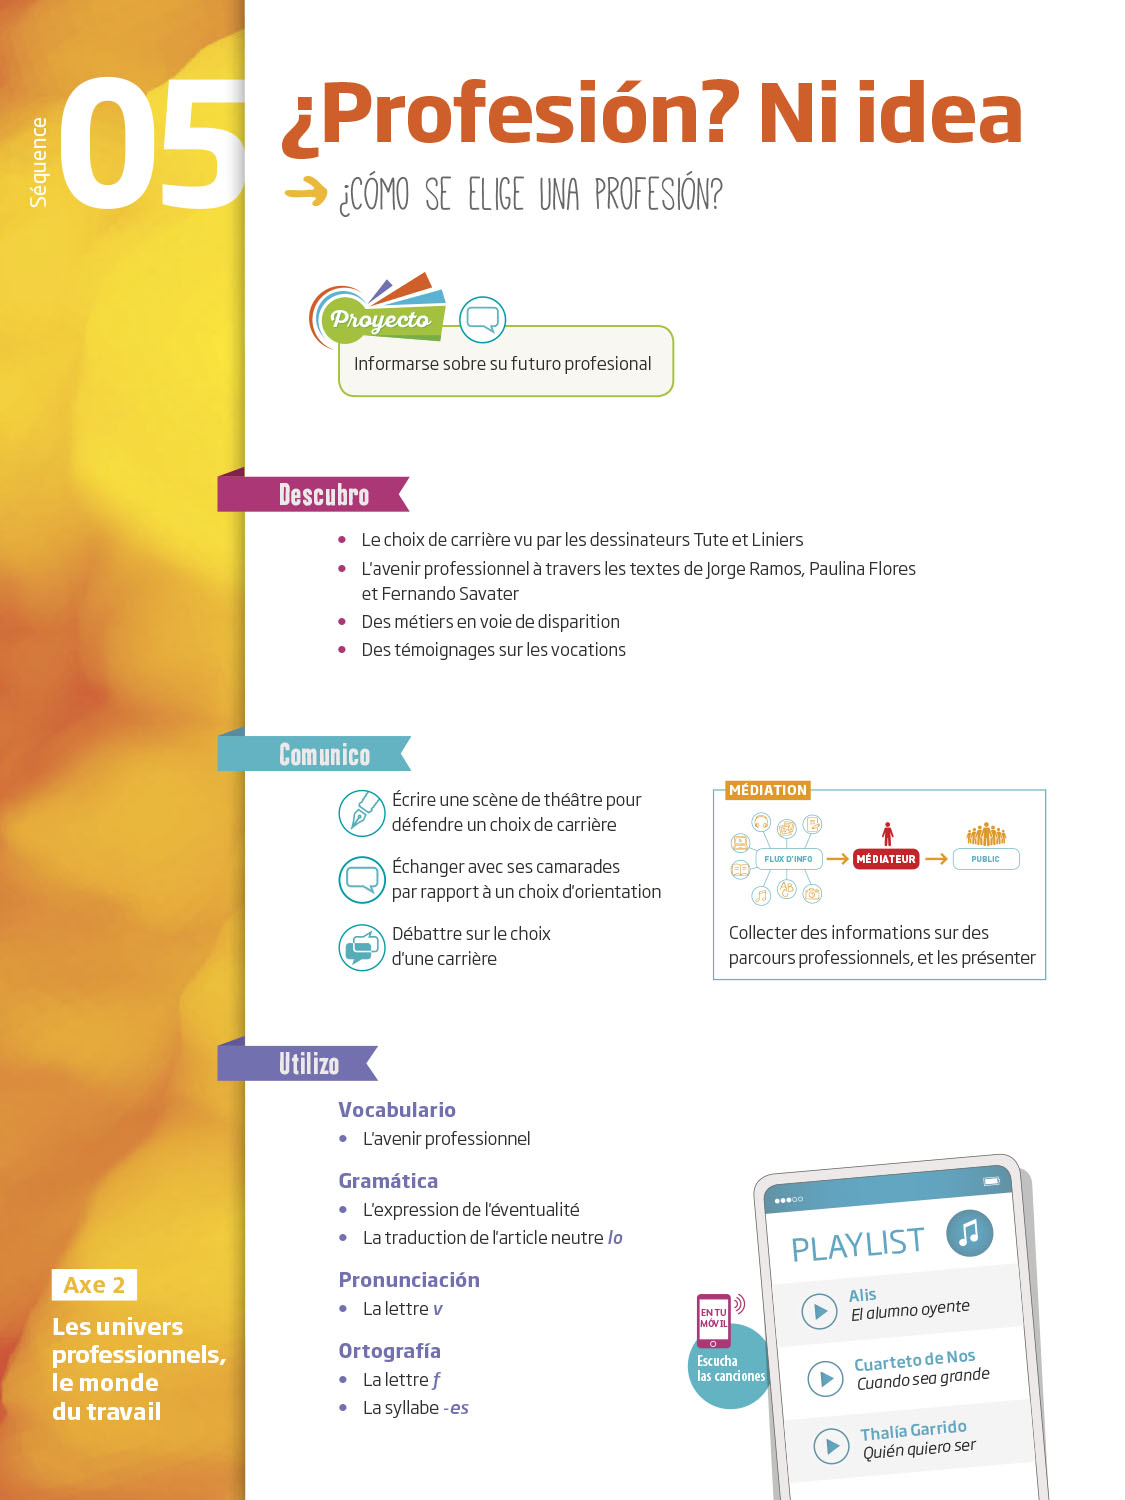 Séquence
05
¿Profesión? Ni idea
¿CÓMO SE ELIGE UNA PROFESIÓN?
Proyecto
Informarse sobre su futuro profesional
Descubro
• Le choix de carrière vu par les dessinateurs Tute et Liniers
• L'avenir professionnel à travers les textes de Jorge Ramos, Paulina Flores
et Fernando Savater
• Des métiers en voie de disparition
• Des témoignages sur les vocations
Comunico
Écrire une scène de théâtre pour
défendre un choix de carrière
Échanger avec ses camarades
par rapport à un choix d'orientation
Débattre sur le choix
d'une carrière
MÉDIATION
FLUX D'INFO
MÉDIATEUR
PUBLIC
Collecter des informations sur des
parcours professionnels, et les présenter
Utilizo
Vocabulario
• L'avenir professionnel
Gramática
• L'expression de l'éventualité
• La traduction de l'article neutre lo
Pronunciación
• La lettre v
Ortografía
• La lettre f
• La syllabe -es
Axe 2
Les univers
professionnels,
le monde
du travail
EN TU
MÓVIL
Escucha
las canciones
PLAYLIST
Alis
El alumno oyente
Cuarteto de Nos
Cuando sea grande
Thalía Garrido
Quién quiero ser